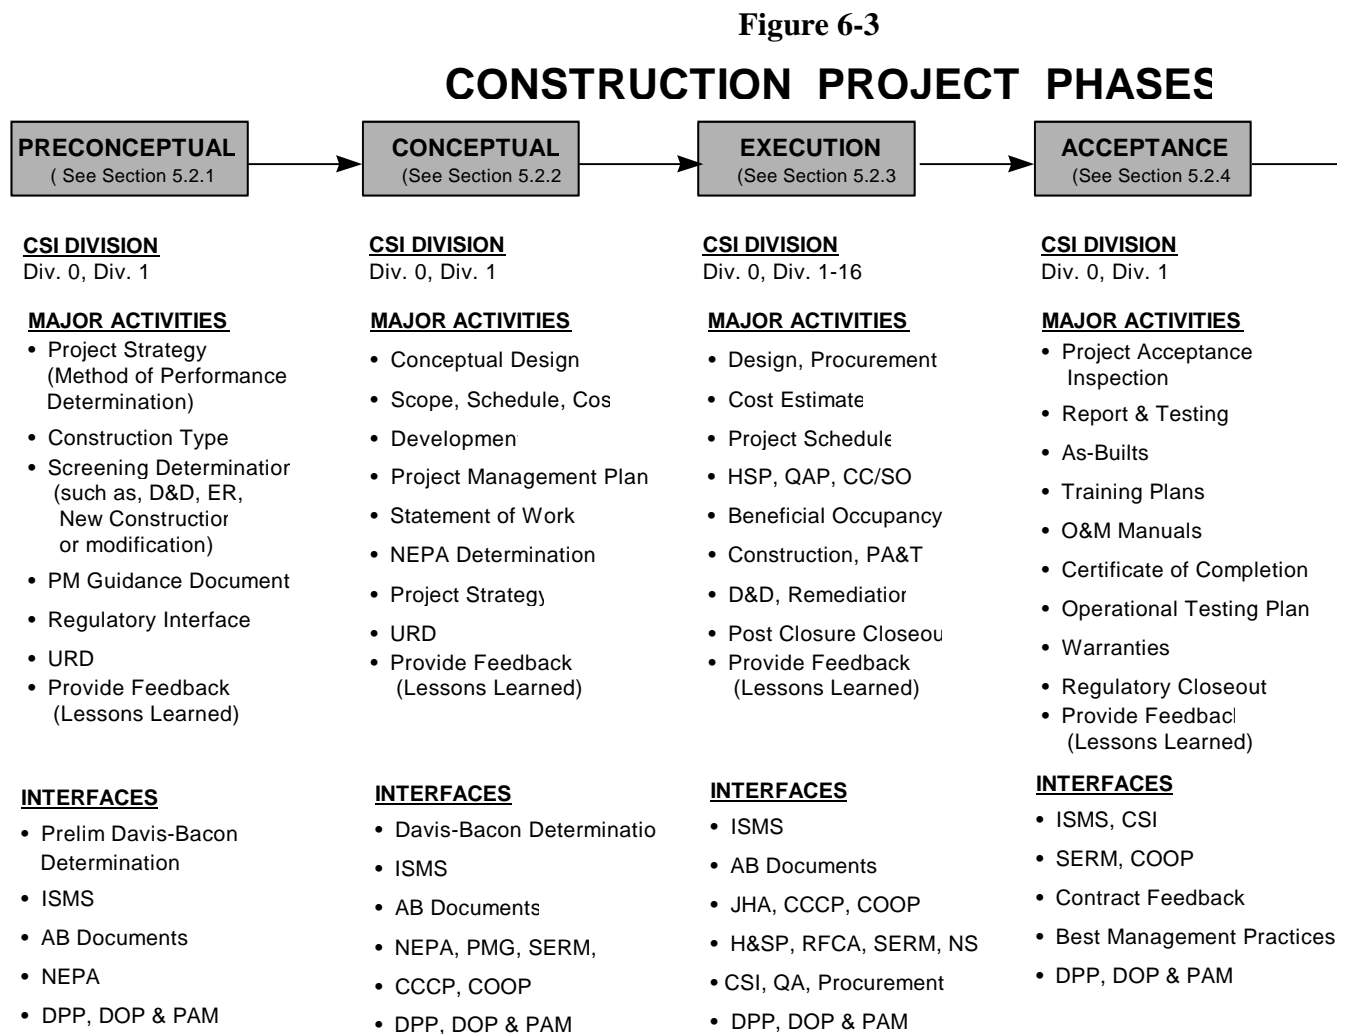 Figure 6-3
CONSTRUCTION PROJECT PHASES
PRECONCEPTUAL
( See Section 5.2.1
CONCEPTUAL
(See Section 5.2.2
EXECUTION
(See Section 5.2.3
ACCEPTANCE
(See Section 5.2.4
CSI DIVISION
Div. 0, Div. 1
MAJOR ACTIVITIES
• Project Strategy
(Method of Performance
Determination)
• Construction Type
• Screening Determination
(such as, D&D, ER,
New Construction
or modification)
• PM Guidance Document
• Regulatory Interface
• URD
• Provide Feedback
(Lessons Learned)
INTERFACES
• Prelim Davis-Bacon
Determination
• ISMS
• AB Documents
• NEPA
• DPP, DOP & PAM
CSI DIVISION
Div. 0, Div. 1
MAJOR ACTIVITIES
• Conceptual Design
• Scope, Schedule, Cos
• Developmen
• Project Management Plan
• Statement of Work
• NEPA Determination
• Project Strategy
• URD
• Provide Feedback
(Lessons Learned)
INTERFACES
• Davis-Bacon Determinatio
• ISMS
• AB Documents
• NEPA, PMG, SERM,
• CCCP, COOP
• DPP, DOP & PAM
CSI DIVISION
Div. 0, Div. 1-16
MAJOR ACTIVITIES
• Design, Procurement
• Cost Estimate
• Project Schedule
• HSP, QAP, CC/SO
• Beneficial Occupancy
• Construction, PA&T
• D&D, Remediation
• Post Closure Closeou
• Provide Feedback
(Lessons Learned)
INTERFACES
• ISMS
• AB Documents
• JHA, CCCP, COOP
• H&SP, RFCA, SERM, NS
• CSI, QA, Procurement
• DPP, DOP & PAM
CSI DIVISION
Div. 0, Div. 1
MAJOR ACTIVITIES
• Project Acceptance
Inspection
• Report & Testing
• As-Builts
• Training Plans
• O&M Manuals
• Certificate of Completion
• Operational Testing Plan
• Warranties
• Regulatory Closeout
• Provide Feedback
(Lessons Learned)
INTERFACES
• ISMS, CSI
• SERM, COOP
• Contract Feedback
• Best Management Practices
• DPP, DOP & PAM